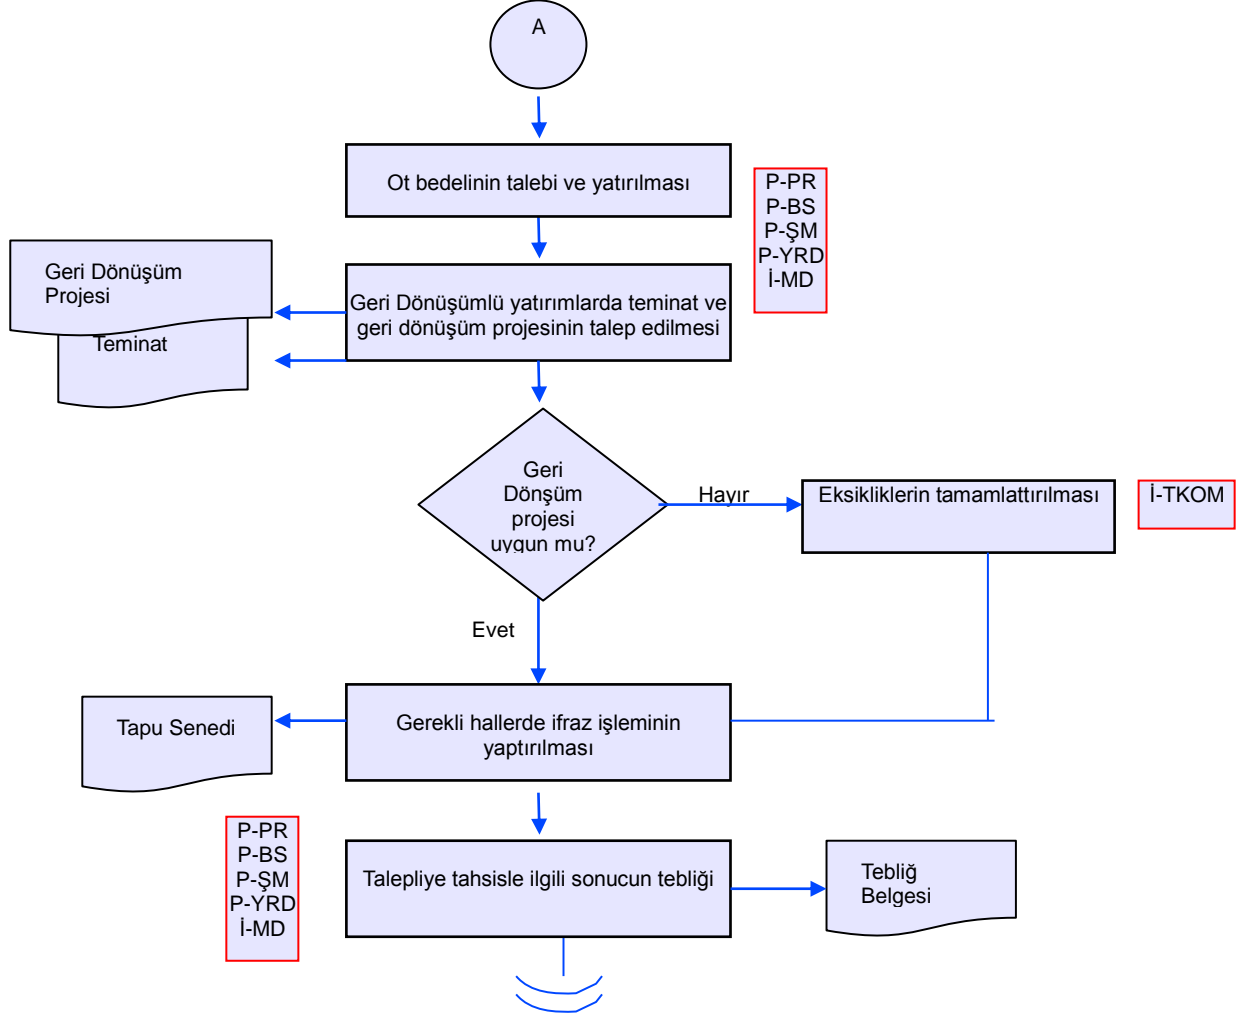 A
Ot bedelinin talebi ve yatırılması
P-PR
P-BS
P-ŞM
P-YRD
İ-MD
Geri Dönüşüm
Projesi
Teminat
Geri Dönüşümlü yatırımlarda teminat ve
geri dönüşüm projesinin talep edilmesi
Geri
Dönşüm
projesi
uygun mu?
Hayır
Eksikliklerin tamamlattırılması
İ-TKOM
Evet
Tapu Senedi
Gerekli hallerde ifraz işleminin
yaptırılması
P-PR
P-BS
P-ŞM
P-YRD
İ-MD
Talepliye tahsisle ilgili sonucun tebliği
Tebliğ
Belgesi